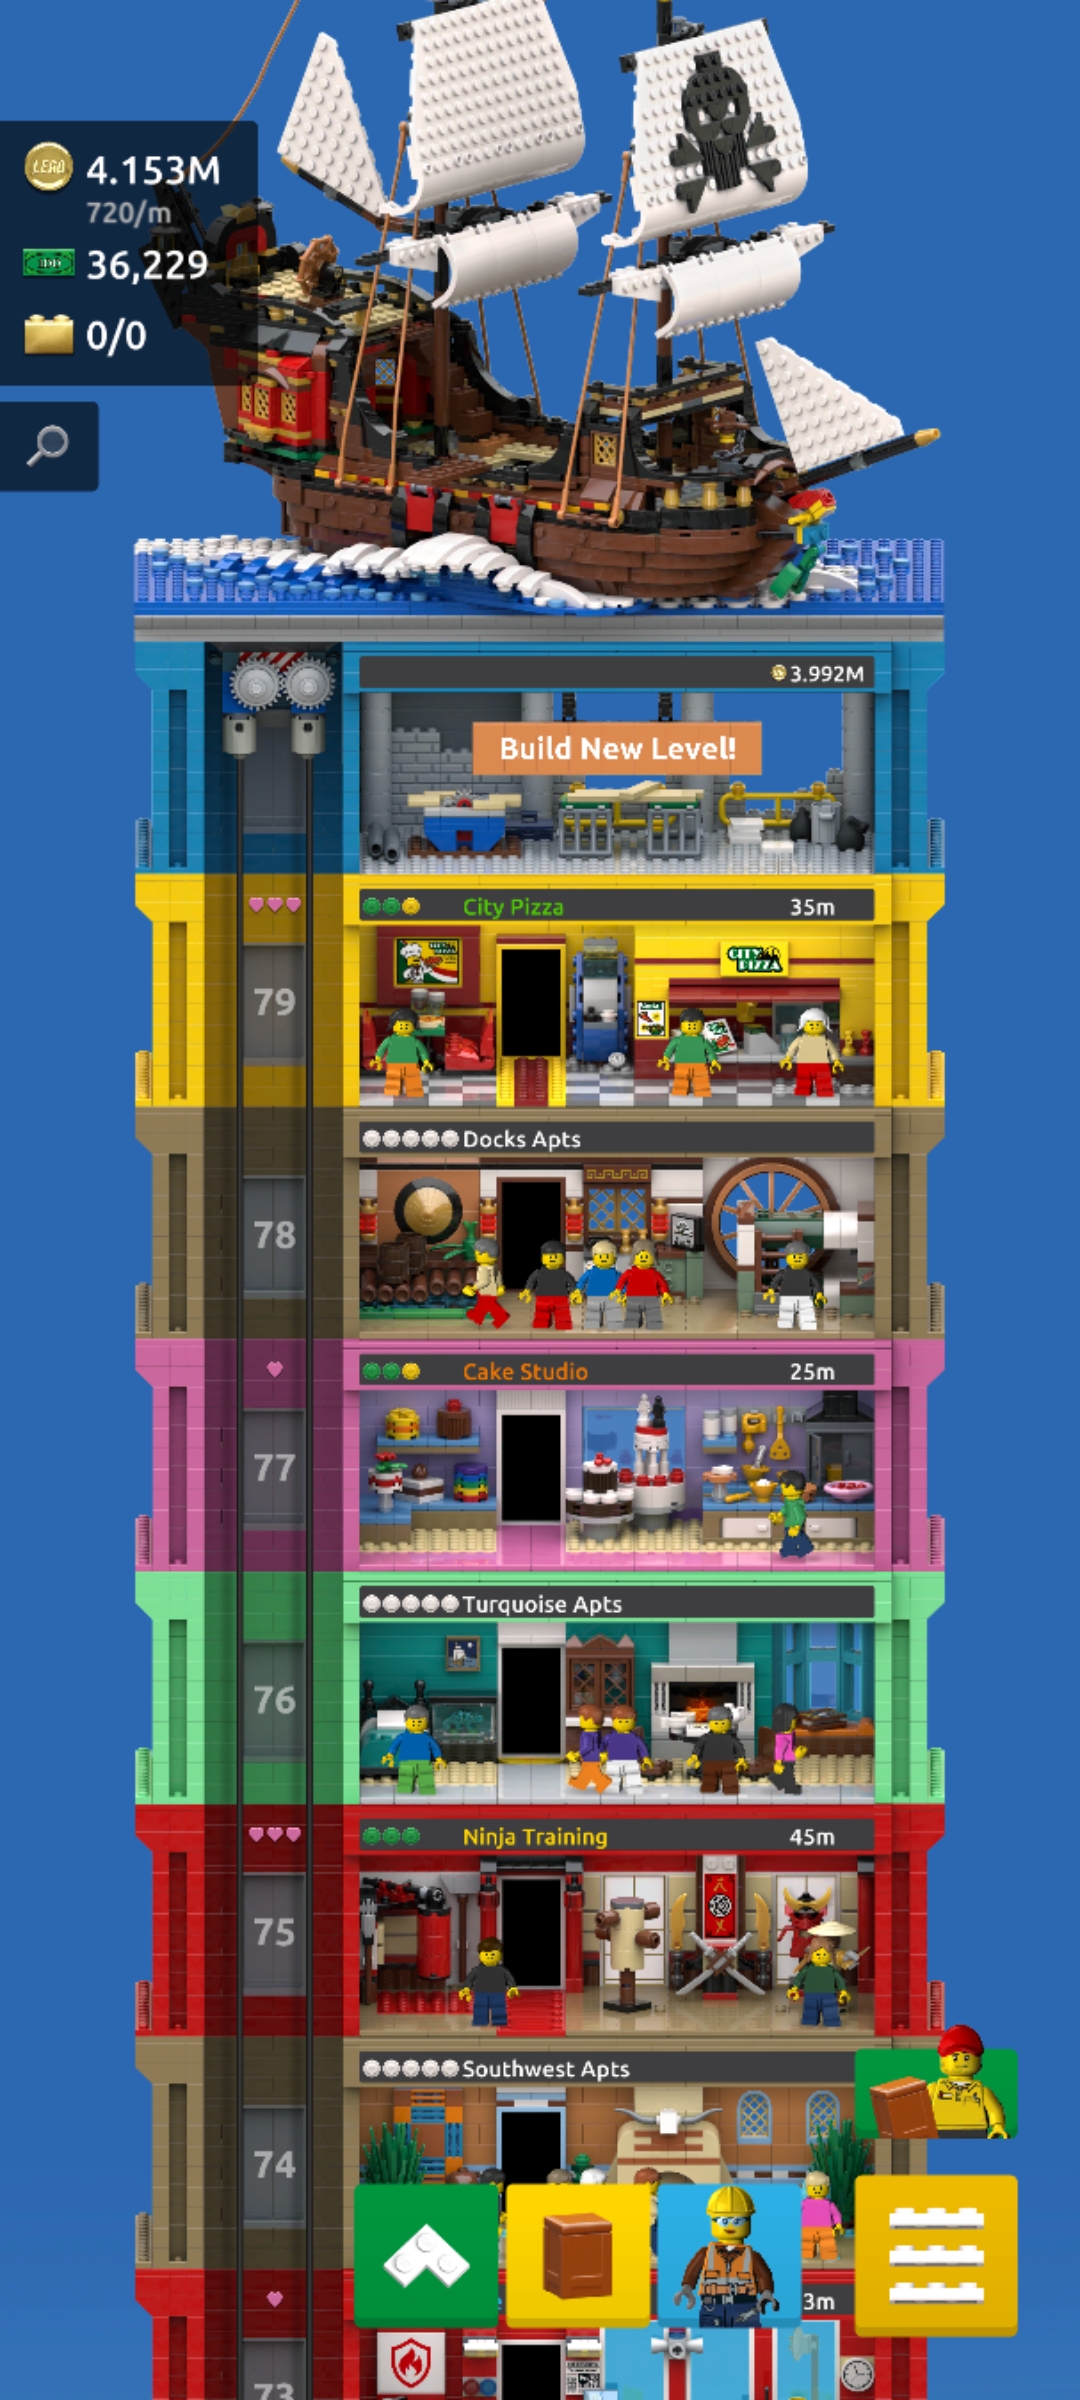 LEGO
4.153M
720/m
36,229
0/0
3.992M
Build New Level!
City Pizza
35m
CITY PIZZA
79
Docks Apts
78
Cake Studio
25m
77
Turquoise Apts
76
Ninja Training
45m
75
Southwest Apts
74
3m
73